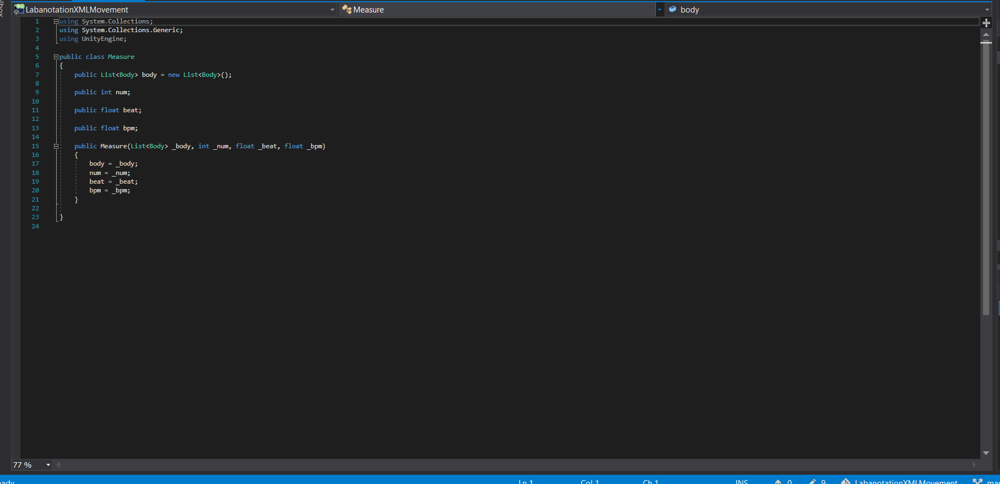 LabanotationXMLMovement Measure body
1 using System.Collections;
2 using System.Collections.Generic;
3 using UnityEngine;
4
5 public class Measure
6 {
7 public List<Body> body = new List<Body>();
8
9 public int num;
10
11 public float beat;
12
13 public float bpm;
14
15 public Measure(List<Body> _body, int _num, float _beat, float _bpm)
16 {
17 body = _body;
18 num = _num;
19 beat = _beat;
20 bpm = _bpm;
21 }
22
23 }
24
77 %
Ln 1 Col 1 Ch 1 INS 0 9 LabanotationXMLMovement